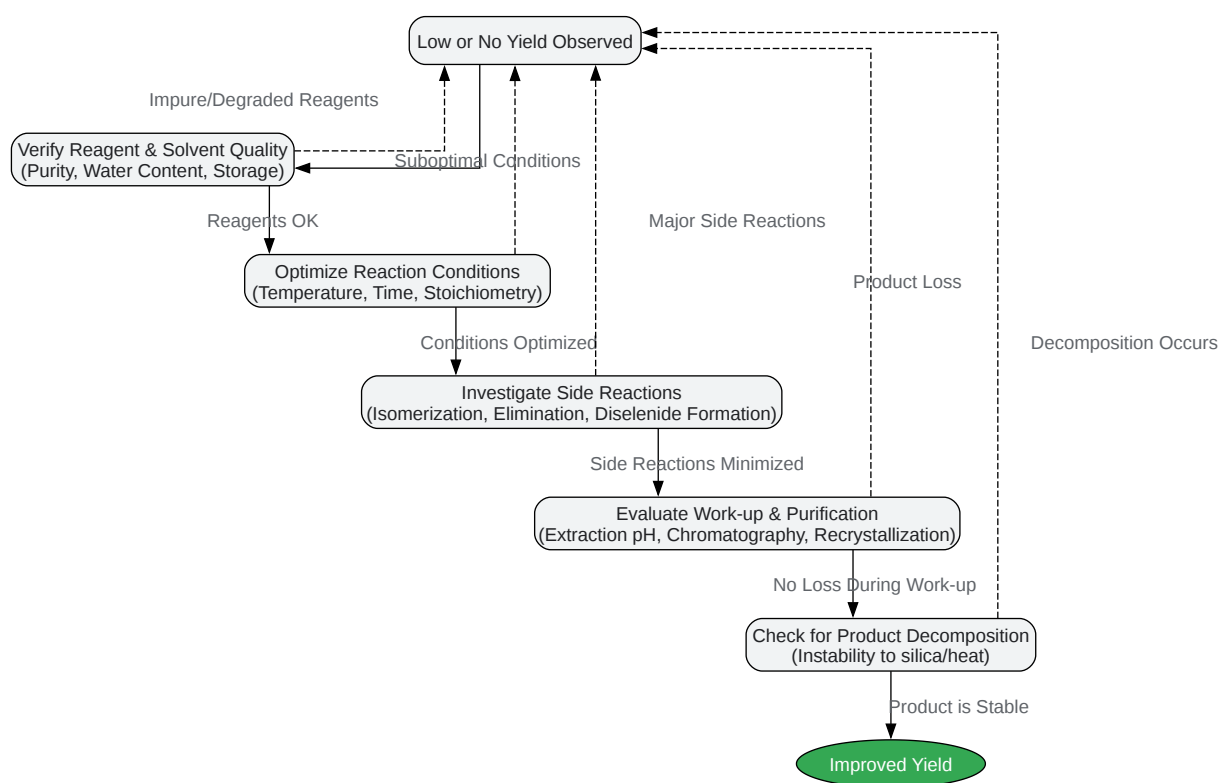 Low or No Yield Observed
Impure/Degraded Reagents
Verify Reagent & Solvent Quality
(Purity, Water Content, Storage)
Suboptimal Conditions
Reagents OK
Major Side Reactions
Optimize Reaction Conditions
(Temperature, Time, Stoichiometry)
Product Loss
Conditions Optimized
Decomposition Occurs
Investigate Side Reactions
(Isomerization, Elimination, Diselenide Formation)
Side Reactions Minimized
Evaluate Work-up & Purification
(Extraction pH, Chromatography, Recrystallization)
No Loss During Work-up
Check for Product Decomposition
(Instability to silica/heat)
Product is Stable
Improved Yield